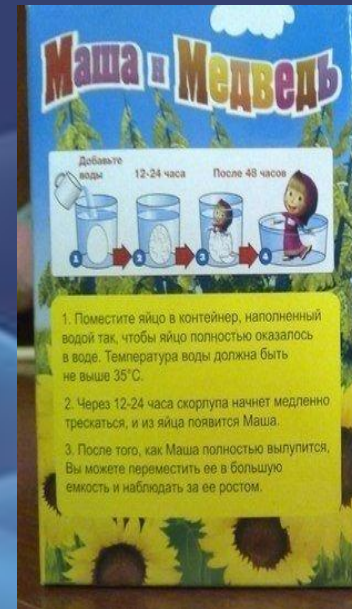 Маша и Медведь
Добавьте
воды
12-24 часа
После 48 часов
1
2
3
4
1. Поместите яйцо в контейнер, наполненный
водой так, чтобы яйцо полностью оказалось
в воде. Температура воды должна быть
не выше 35°С.
2. Через 12-24 часа скорлупа начнет медленно
трескаться, и из яйца появится Маша.
3. После того, как Маша полностью вылупится,
Вы можете переместить ее в большую
емкость и наблюдать за ее ростом.